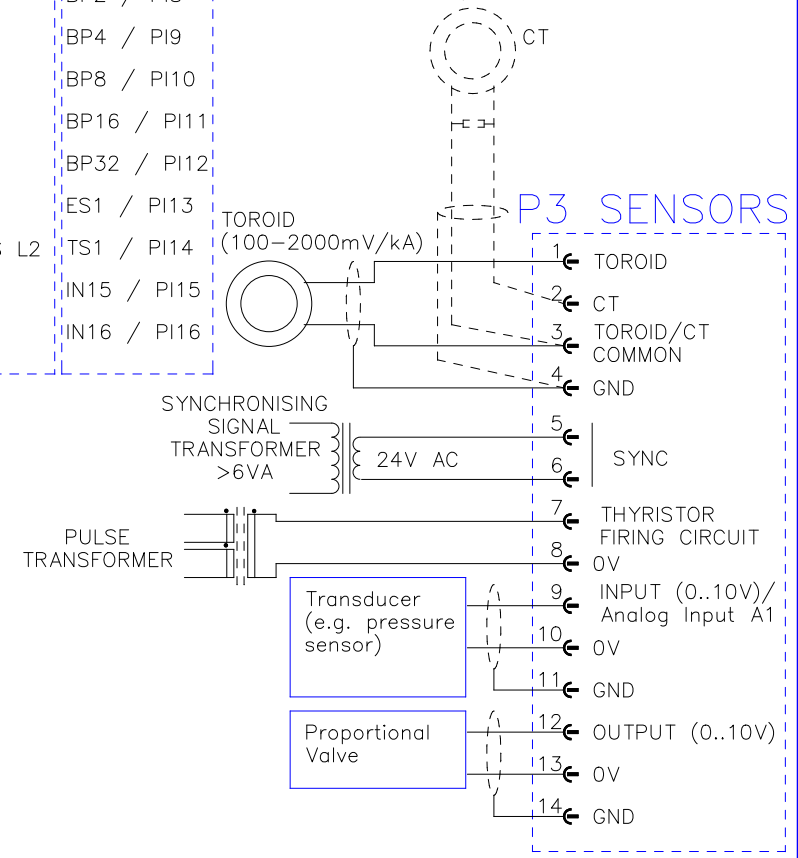 BP4 / PI9
BP8 / PI10
BP16 / PI11
BP32 / PI12
ES1 / PI13
L2
TS1 / PI14
IN15 / PI15
IN16 / PI16
CT
TOROID
(100-2000mV/kA)
SYNCHRONISING
SIGNAL
TRANSFORMER
>6VA
24V AC
PULSE
TRANSFORMER
Transducer
(e.g. pressure
sensor)
Proportional
Valve
P3 SENSORS
1 TOROID
2 CT
3 TOROID/CT
COMMON
4 GND
5
SYNC
6
7 THYRISTOR
FIRING CIRCUIT
8 0V
9 INPUT (0..10V)/
Analog Input A1
10 0V
11 GND
12 OUTPUT (0..10V)
13 0V
14 GND